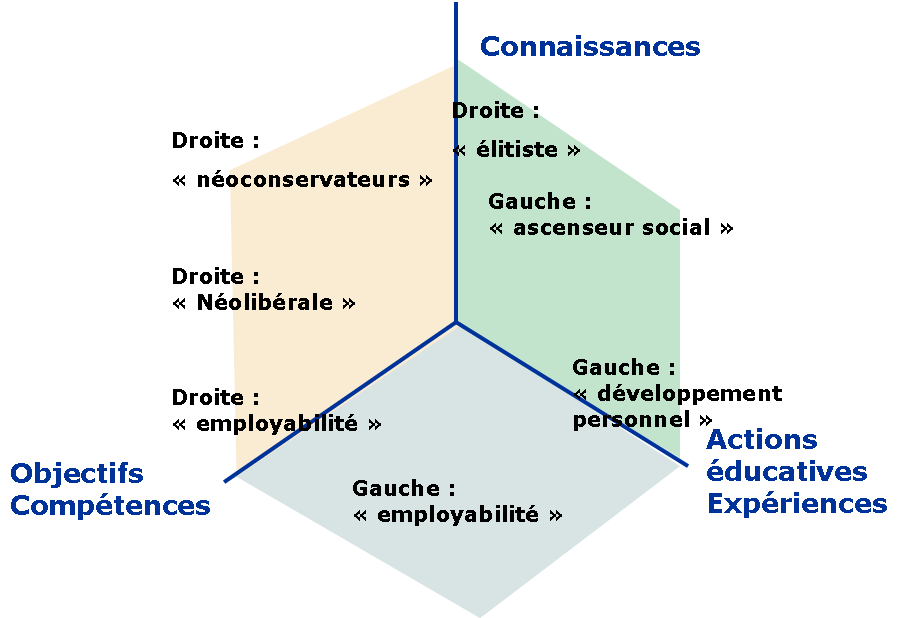 Connaissances
Droite :
« élitiste »
Droite :
« néoconservateurs »
Gauche :
« ascenseur social »
Droite :
« Néolibérale »
Gauche :
« développement
personnel »
Droite :
« employabilité »
Actions
éducatives
Expériences
Objectifs
Compétences
Gauche :
« employabilité »